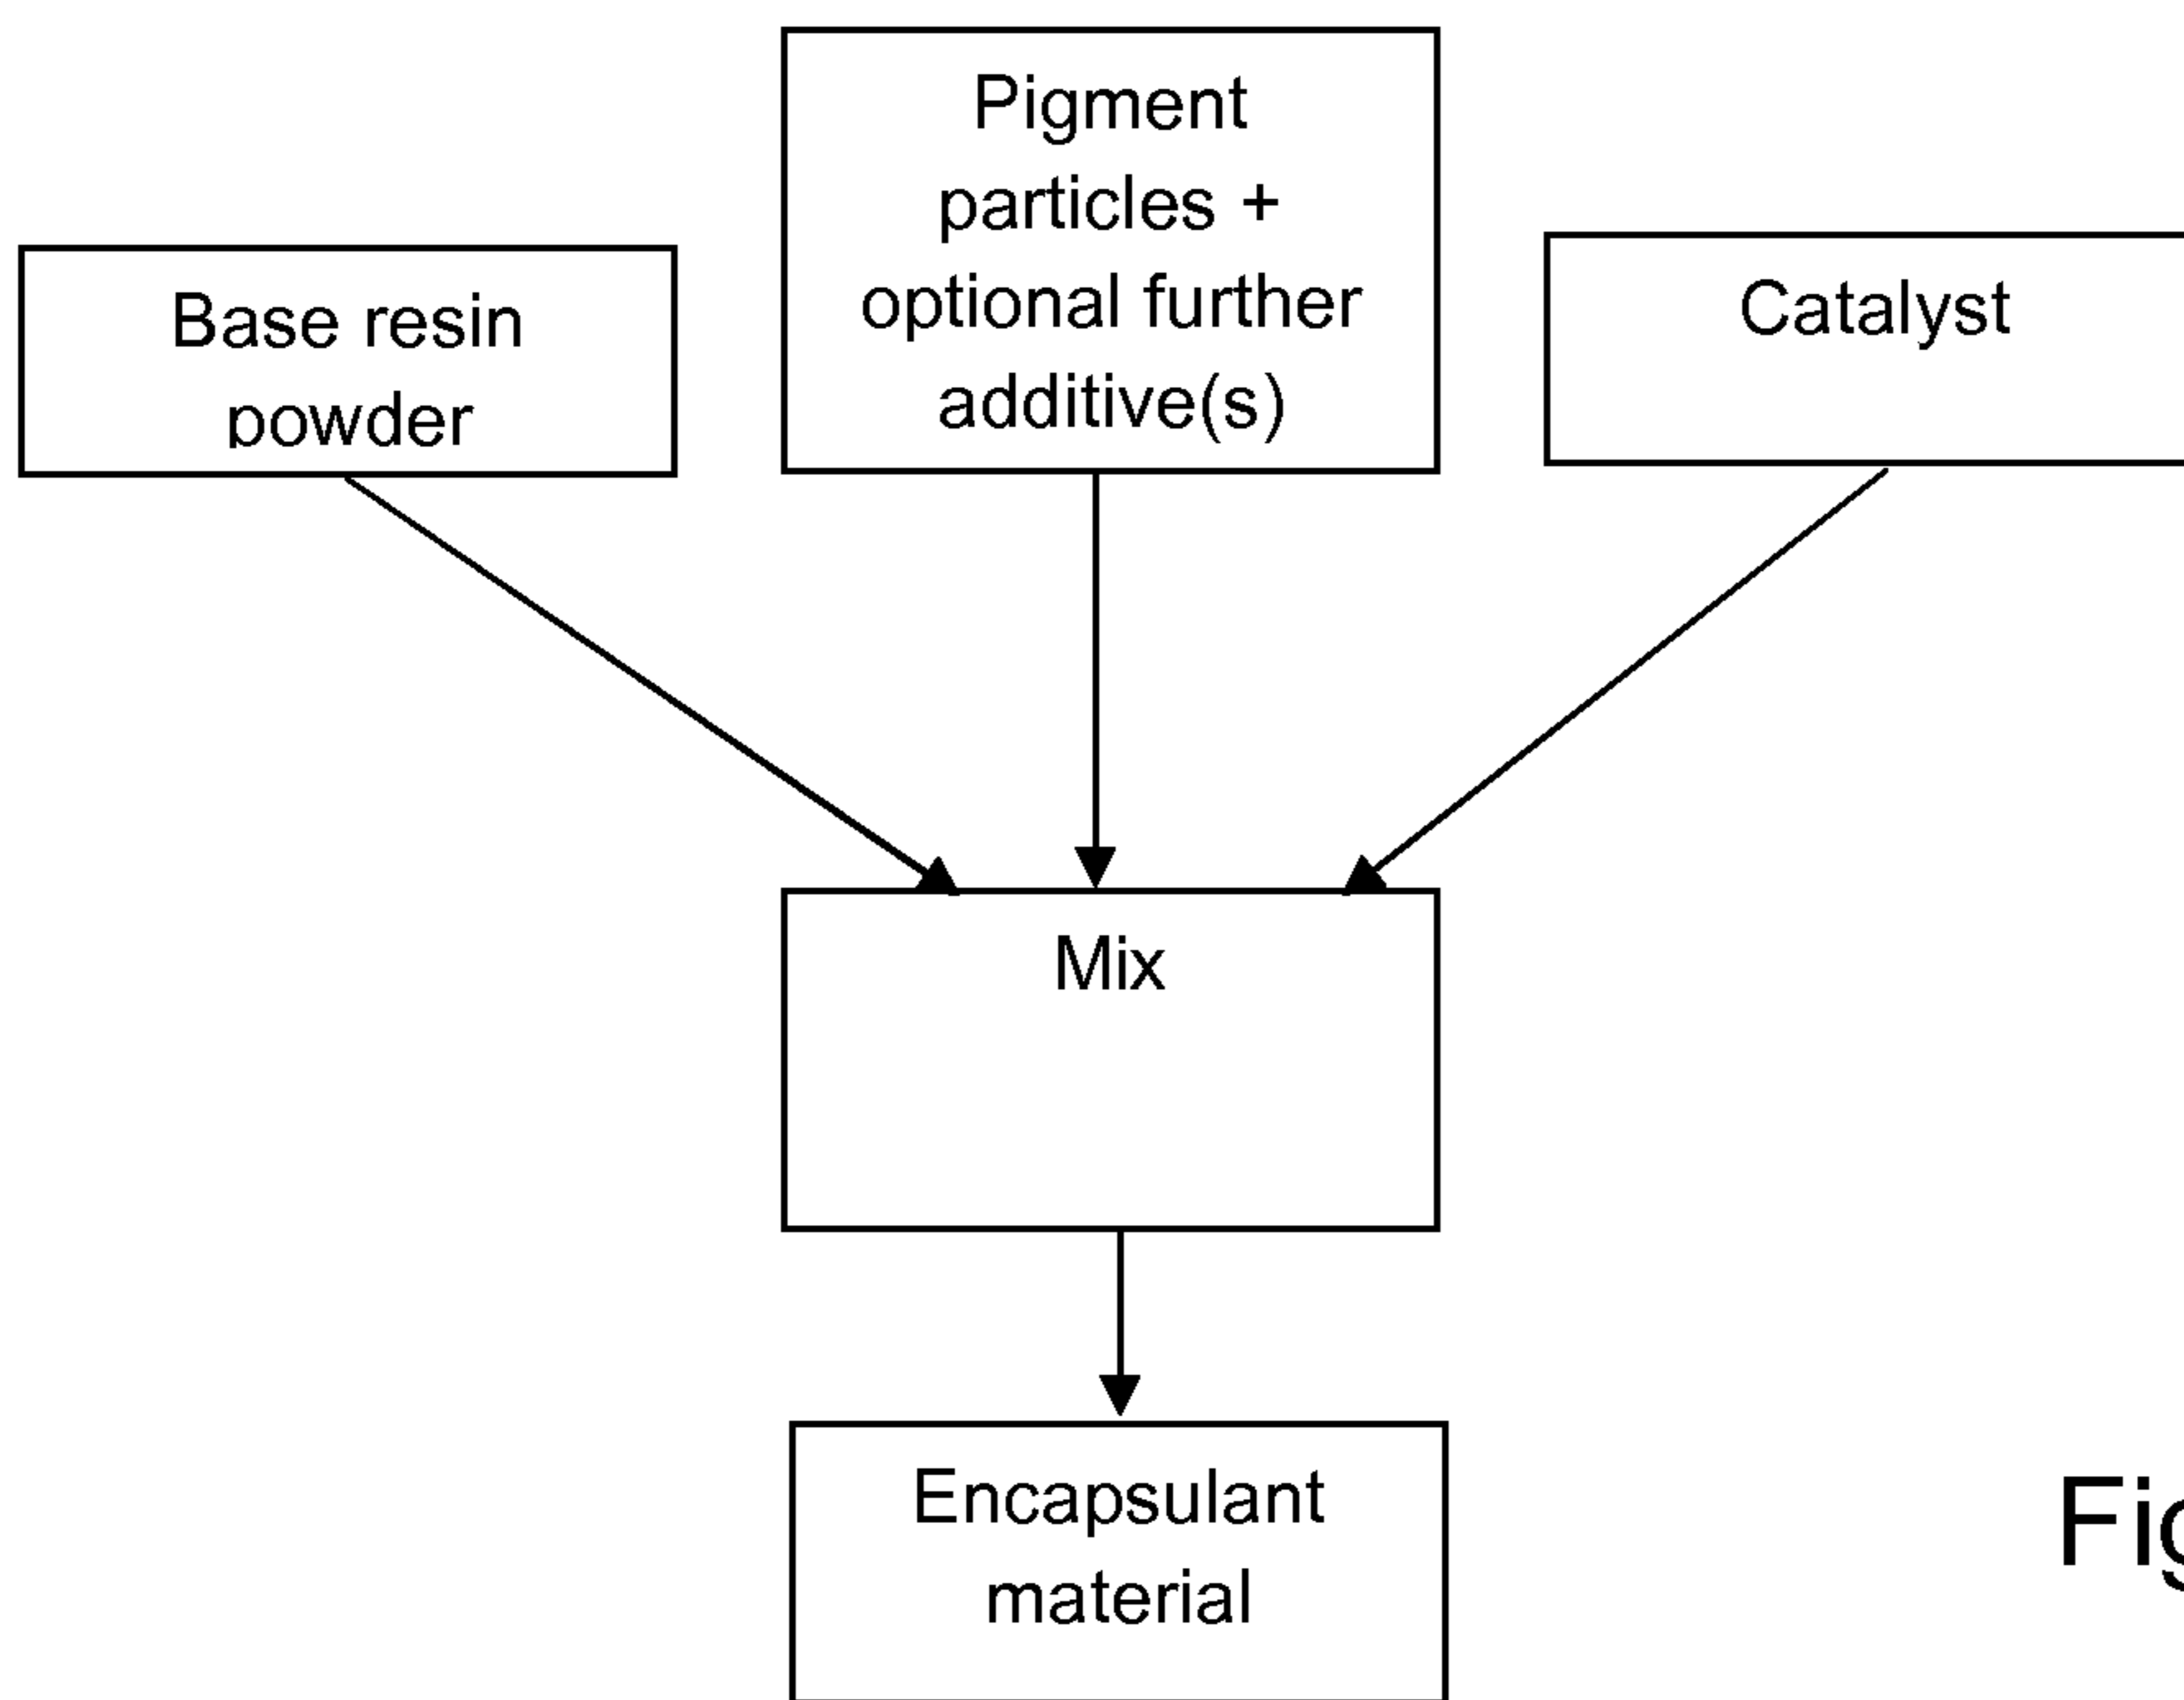 Pigment
particles +
optional further
additive(s)
Base resin
powder
Catalyst
Mix
Encapsulant
material